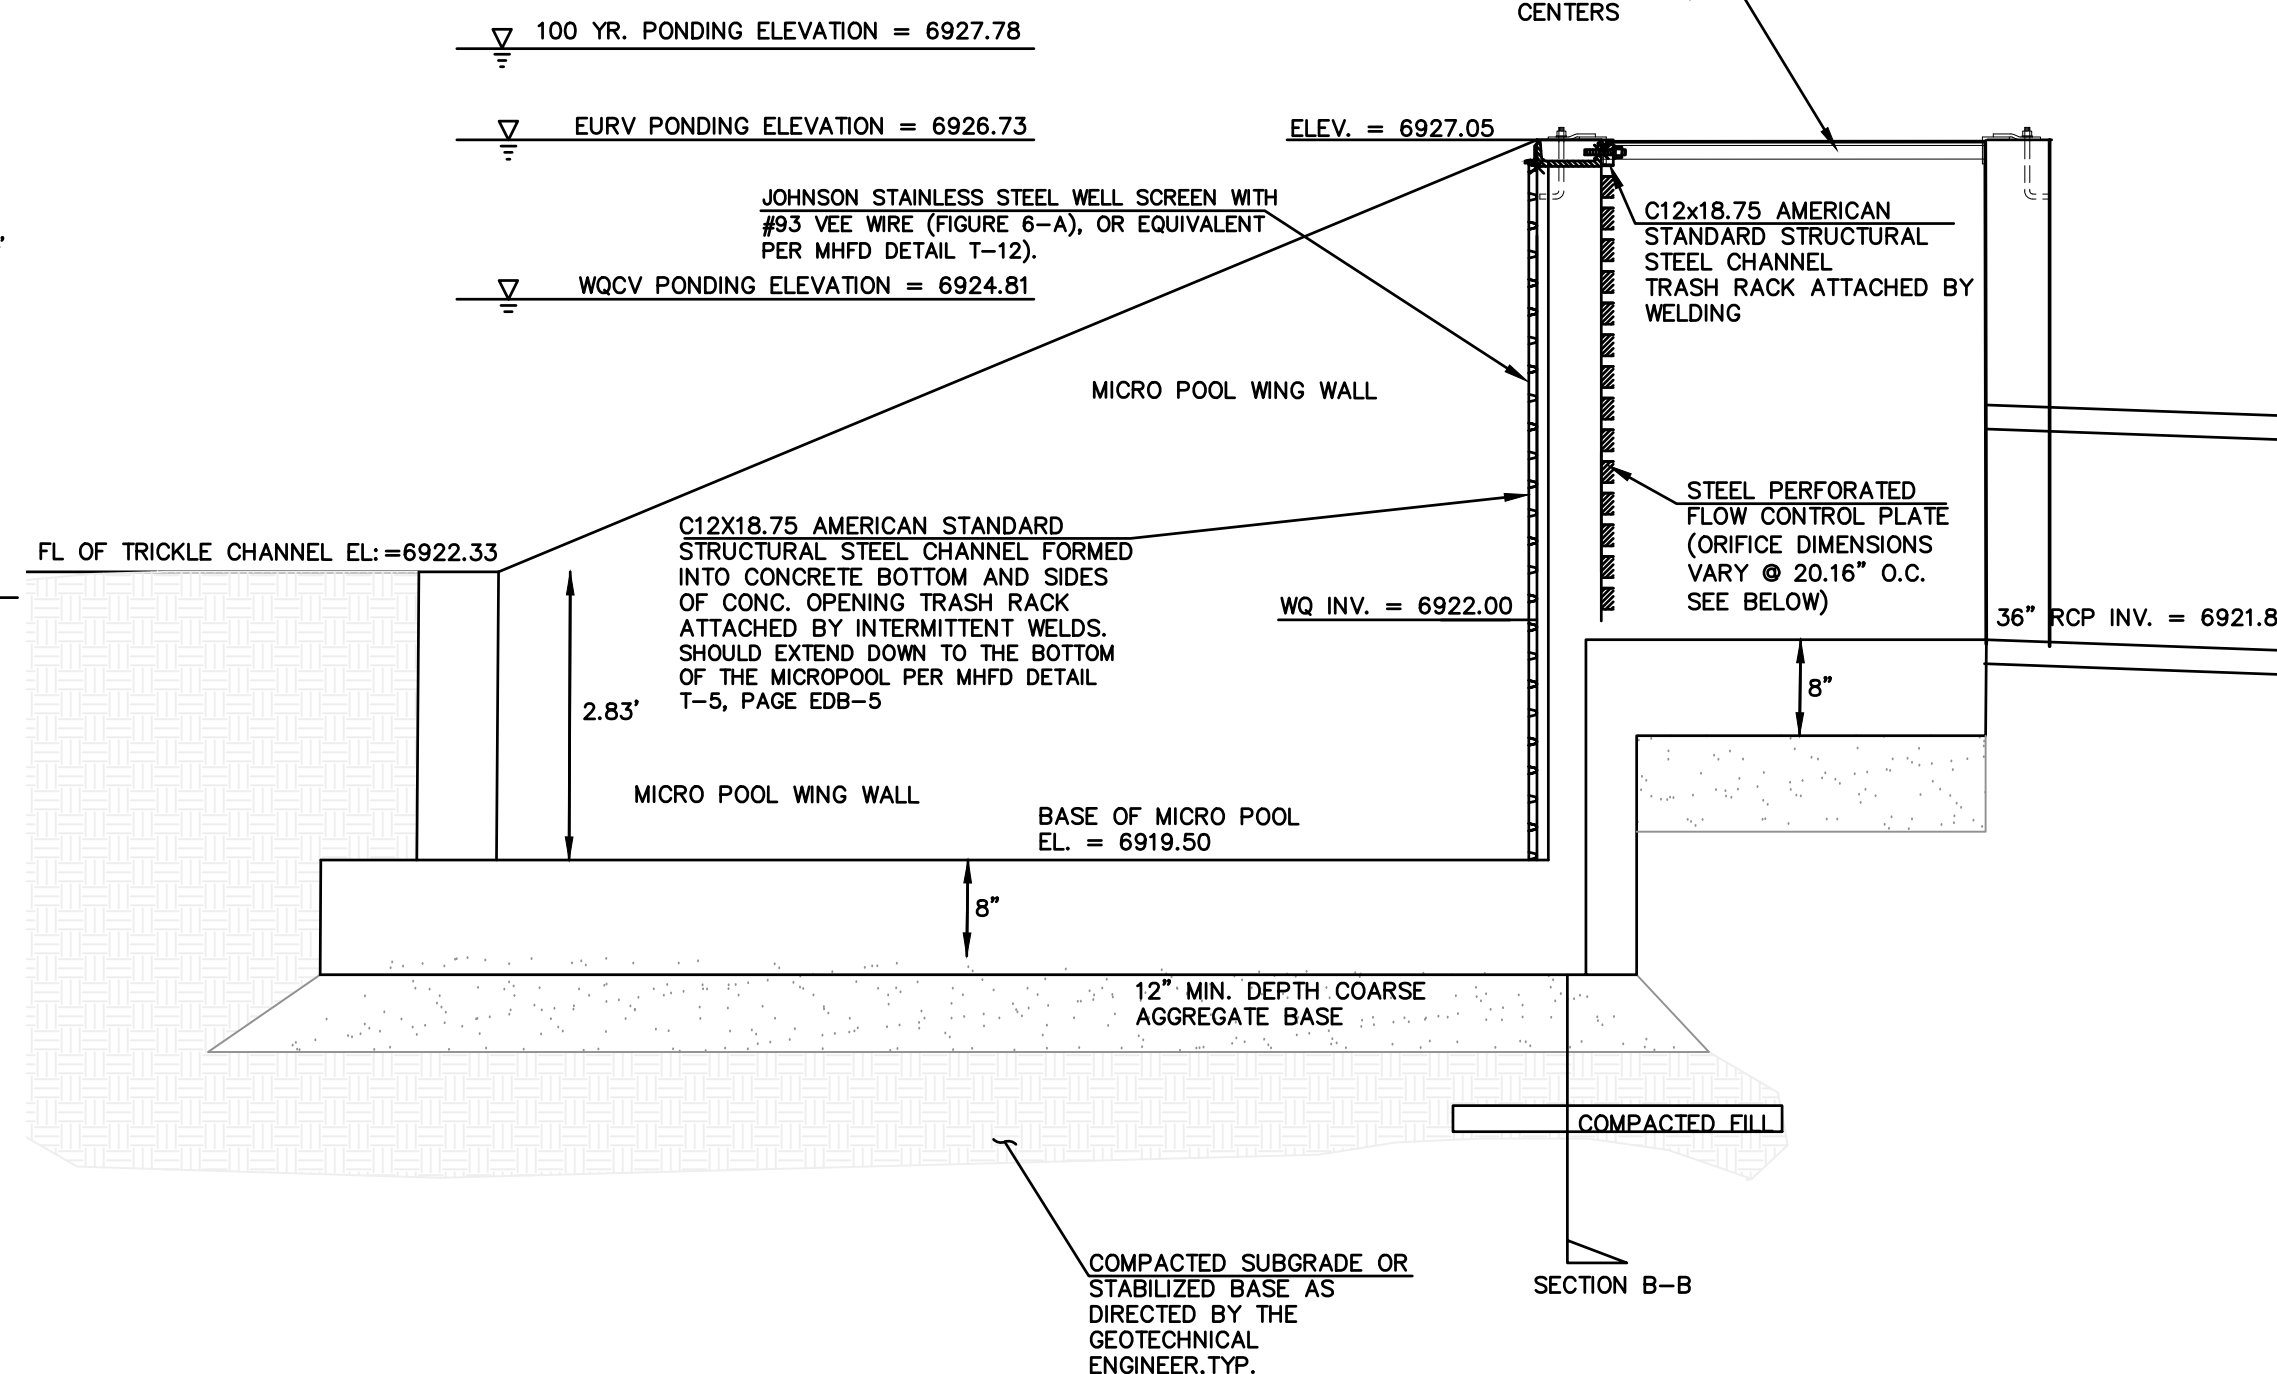 CENTERS
100 YR. PONDING ELEVATION = 6927.78
EURV PONDING ELEVATION = 6926.73
ELEV. = 6927.05
JOHNSON STAINLESS STEEL WELL SCREEN WITH
#93 VEE WIRE (FIGURE 6-A), OR EQUIVALENT
PER MHFD DETAIL T-12).
WQCV PONDING ELEVATION = 6924.81
C12x18.75 AMERICAN
STANDARD STRUCTURAL
STEEL CHANNEL
TRASH RACK ATTACHED BY
WELDING
MICRO POOL WING WALL
STEEL PERFORATED
FLOW CONTROL PLATE
(ORIFICE DIMENSIONS
VARY @ 20.16" O.C.
SEE BELOW)
FL OF TRICKLE CHANNEL EL:=6922.33
C12X18.75 AMERICAN STANDARD
STRUCTURAL STEEL CHANNEL FORMED
INTO CONCRETE BOTTOM AND SIDES
OF CONC. OPENING TRASH RACK
ATTACHED BY INTERMITTENT WELDS.
SHOULD EXTEND DOWN TO THE BOTTOM
OF THE MICROPOOL PER MHFD DETAIL
T-5, PAGE EDB-5
WQ INV. = 6922.00
36" RCP INV. = 6921.8
8"
2.83'
MICRO POOL WING WALL
BASE OF MICRO POOL
EL. = 6919.50
8"
12" MIN. DEPTH COARSE
AGGREGATE BASE
COMPACTED FILL
COMPACTED SUBGRADE OR
STABILIZED BASE AS
DIRECTED BY THE
GEOTECHNICAL
ENGINEER.TYP.
SECTION B-B